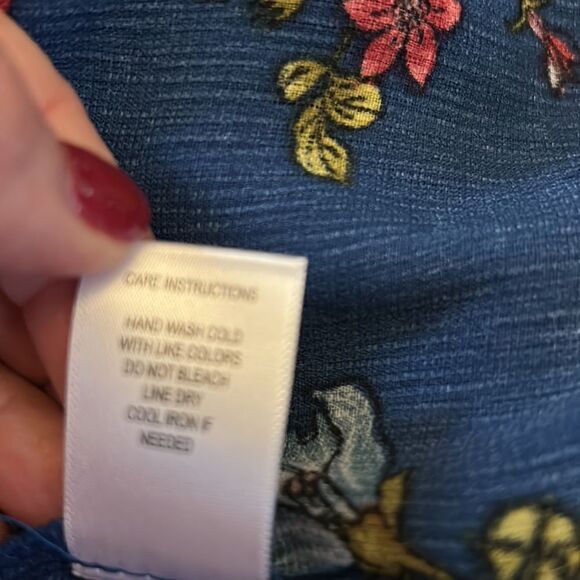 CARE INSTRUCTIONS
HAND WASH COLD
WITH LIKE COLORS
DO NOT BLEACH
LINE DRY
COOL IRON IF
NEEDED